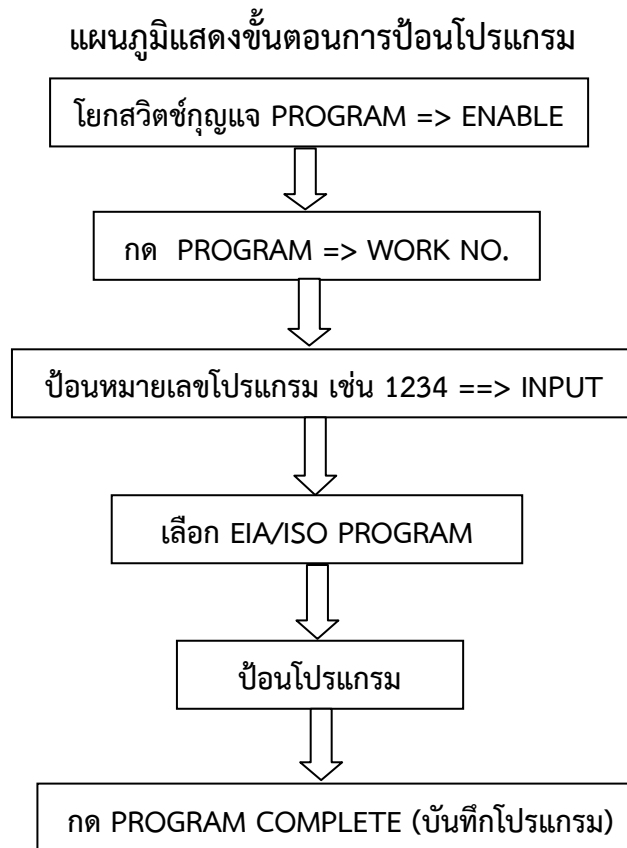 แผนภูมิแสดงขั้นตอนการป้อนโปรแกรม
โยกสวิตช์กุญแจ PROGRAM => ENABLE
กด PROGRAM => WORK NO.
ป้อนหมายเลขโปรแกรม เช่น 1234 ==> INPUT
เลือก EIA/ISO PROGRAM
ป้อนโปรแกรม
กด PROGRAM COMPLETE (บันทึกโปรแกรม)